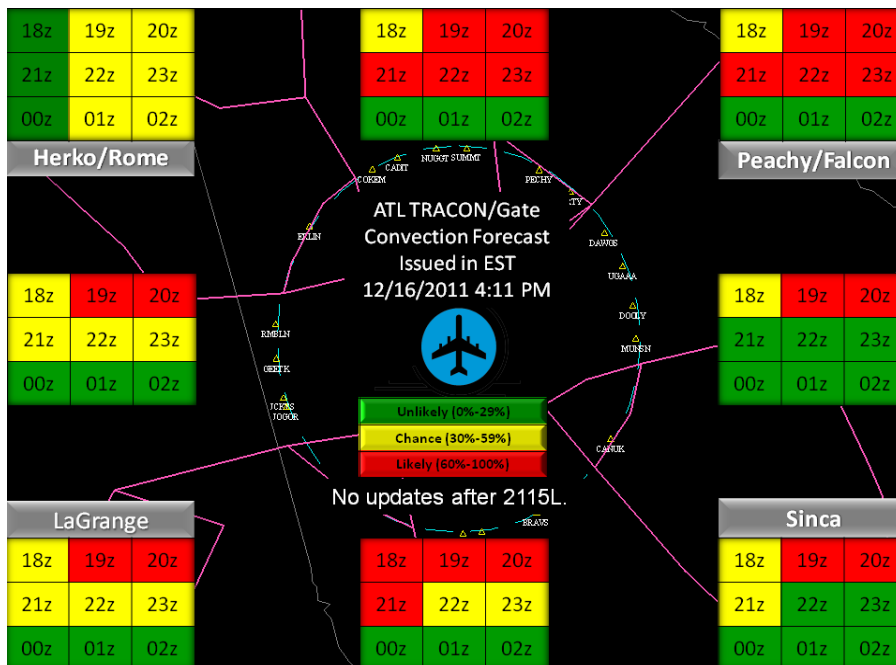 18z 19z 20z
21z 22z 23z
00z 01z 02z
Herko/Rome
18z 19z 20z
21z 22z 23z
00z 01z 02z
18z 19z 20z
21z 22z 23z
00z 01z 02z
Peachy/Falcon
NUGGT SUMMT
CADIT
COKEM
PECHY
ERLIN
DAWGS
UGAAA
DOOLY
MUNSN
ATL TRACON/Gate
Convection Forecast
Issued in EST
12/16/2011 4:11 PM
18z 19z 20z
21z 22z 23z
00z 01z 02z
RMBLN
JOGOR
18z 19z 20z
21z 22z 23z
00z 01z 02z
Unlikely (0%-29%)
Chance (30%-59%)
Likely (60%-100%)
CANUK
No updates after 2115L.
BRAVS
LaGrange
18z 19z 20z
21z 22z 23z
00z 01z 02z
18z 19z 20z
21z 22z 23z
00z 01z 02z
Sinca
18z 19z 20z
21z 22z 23z
00z 01z 02z